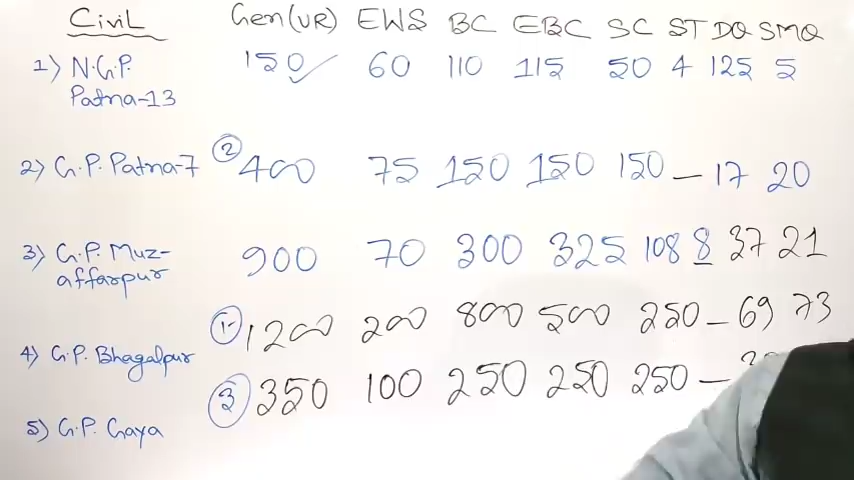 Civil Gen(UR) EWS BC EBC SC ST DQ SMQ
1) N.G.P. 150 60 110 115 50 4 125 5
Patna-13
2) G.P. Patna-7 ② 400 75 150 150 150 — 17 20
3) G.P. Muz- 900 70 300 325 108 8 37 21
affarpur
① 1200 200 800 500 250 — 69 73
4) G.P. Bhagalpur
③ 350 100 250 250 250 —
5) G.P. Gaya